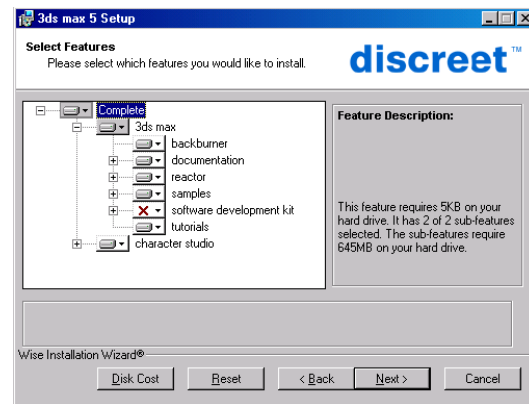 3ds max 5 Setup
Select Features
Please select which features you would like to install.
discreet™
Complete
3ds max
backburner
documentation
reactor
samples
software development kit
tutorials
character studio
Feature Description:
This feature requires 5KB on your
hard drive. It has 2 of 2 sub-features
selected. The sub-features require
645MB on your hard drive.
Wise Installation Wizard®
Disk Cost
Reset
< Back
Next >
Cancel